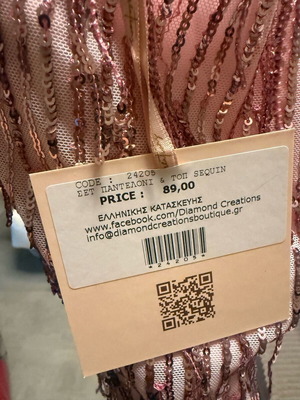 CODE : 24205
ΣΕΤ ΠΑΝΤΕΛΟΝΙ & ΤΟΠ SEQUIN
PRICE : 89,00
ΕΛΛΗΝΙΚΗΣ ΚΑΤΑΣΚΕΥΗΣ
www.facebook.com/Diamond Creations
info@diamondcreationsboutique.gr
*24205*